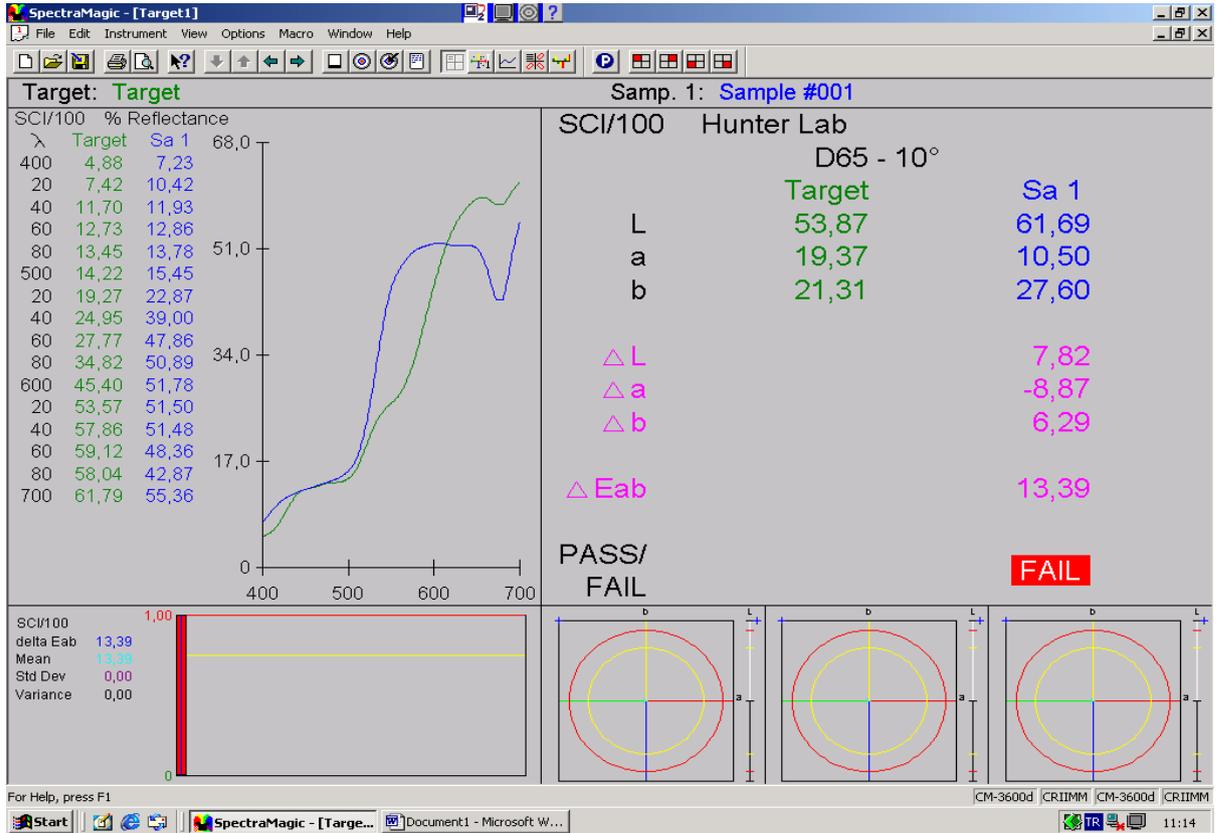 SpectraMagic - [Target1]
File Edit Instrument View Options Macro Window Help
Target: Target
Samp. 1: Sample #001
SCI/100 % Reflectance
λ Target Sa 1
400 4,88 7,23
20 7,42 10,42
40 11,70 11,93
60 12,73 12,86
80 13,45 13,78
500 14,22 15,45
20 19,27 22,87
40 24,95 39,00
60 27,77 47,86
80 34,82 50,89
600 45,40 51,78
20 53,57 51,50
40 57,86 51,48
60 59,12 48,36
80 58,04 42,87
700 61,79 55,36
68,0
51,0
34,0
17,0
0
400 500 600 700
SCI/100 Hunter Lab
D65 - 10°
Target Sa 1
L 53,87 61,69
a 19,37 10,50
b 21,31 27,60
△ L 7,82
△ a -8,87
△ b 6,29
△ Eab 13,39
PASS/
FAIL
FAIL
SCI/100
delta Eab 13,39
Mean 13,39
Std Dev 0,00
Variance 0,00
1,00
0
b L
a
b L
a
b L
a
For Help, press F1
CM-3600d CRIIMM CM-3600d CRIIMM
Start
SpectraMagic - [Targe...
Document1 - Microsoft W...
TR
11:14